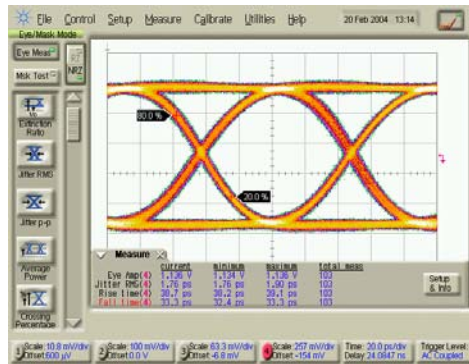 File Control Setup Measure Calibrate Utilities Help 20 Feb 2004 13:14
Eye/Mask
Mode
Eye Meas
NRZ
Msk Test
Extinction
Ratio
80.0 %
Jitter RMS
20.0 %
Jitter p-p
Average
Power
Measure
current minimum maximum total meas
Eye Amp(4) 1.136 V 1.134 V 1.136 V 103
Jitter RMS(4) 1.76 ps 1.76 ps 1.90 ps 103
Rise time(4) 38.7 ps 38.2 ps 39.1 ps 103
Fall time(4) 33.3 ps 32.4 ps 33.3 ps 103
Setup
& Info
Crossing
Percentage
Scale: 10.8 mV/div Scale: 100 mV/div Scale: 63.3 mV/div Scale: 257 mV/div Time: 20.0 ps/div Trigger Level:
Offset: 600 µV Offset: 0.0 V Offset: -6.8 mV Offset: -154 mV Delay: 24.0847 ns AC Coupled